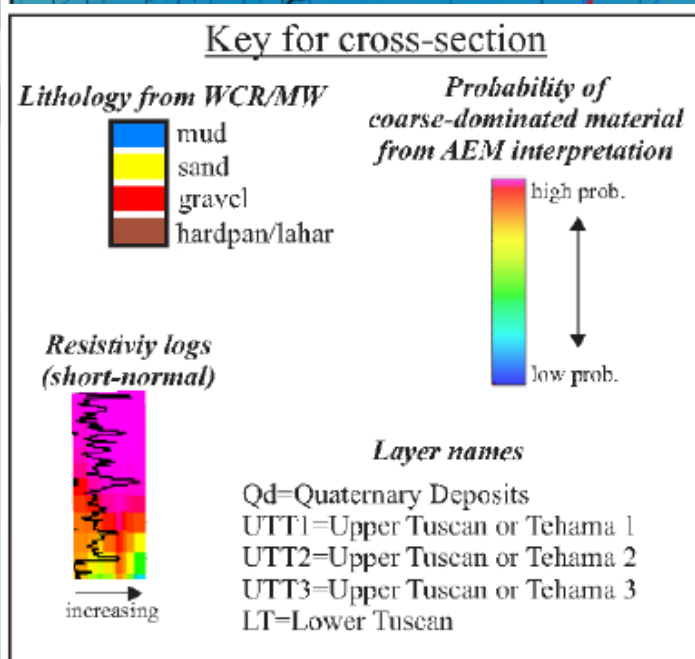 Key for cross-section
Lithology from WCR/MW
mud
sand
gravel
hardpan/lahar
Probability of
coarse-dominated material
from AEM interpretation
high prob.
low prob.
Resistiviy logs
(short-normal)
increasing
Layer names
Qd=Quaternary Deposits
UTT1=Upper Tuscan or Tehama 1
UTT2=Upper Tuscan or Tehama 2
UTT3=Upper Tuscan or Tehama 3
LT=Lower Tuscan